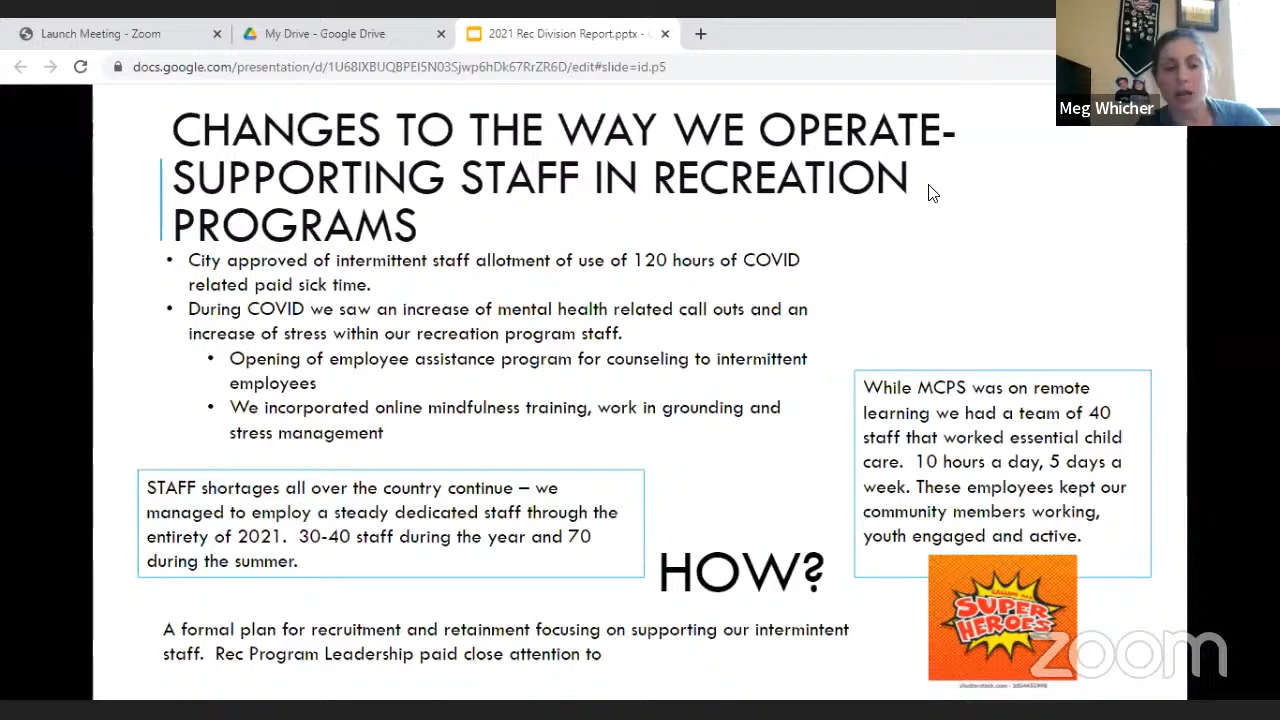 Launch Meeting - Zoom
My Drive - Google Drive
2021 Rec Division Report.pptx -
docs.google.com/presentation/d/1U68IXBUQBPEI5N03Sjwp6hDk67RrZR6D/edit#slide=id.p5
Meg Whicher
CHANGES TO THE WAY WE OPERATE-
SUPPORTING STAFF IN RECREATION
PROGRAMS
• City approved of intermittent staff allotment of use of 120 hours of COVID
related paid sick time.
• During COVID we saw an increase of mental health related call outs and an
increase of stress within our recreation program staff.
• Opening of employee assistance program for counseling to intermittent
employees
• We incorporated online mindfulness training, work in grounding and
stress management
While MCPS was on remote
learning we had a team of 40
staff that worked essential child
care. 10 hours a day, 5 days a
week. These employees kept our
community members working,
youth engaged and active.
STAFF shortages all over the country continue – we
managed to employ a steady dedicated staff through the
entirety of 2021. 30-40 staff during the year and 70
during the summer.
HOW?
CALLING ALL
SUPER
HEROES
zoom
A formal plan for recruitment and retainment focusing on supporting our intermintent
staff. Rec Program Leadership paid close attention to